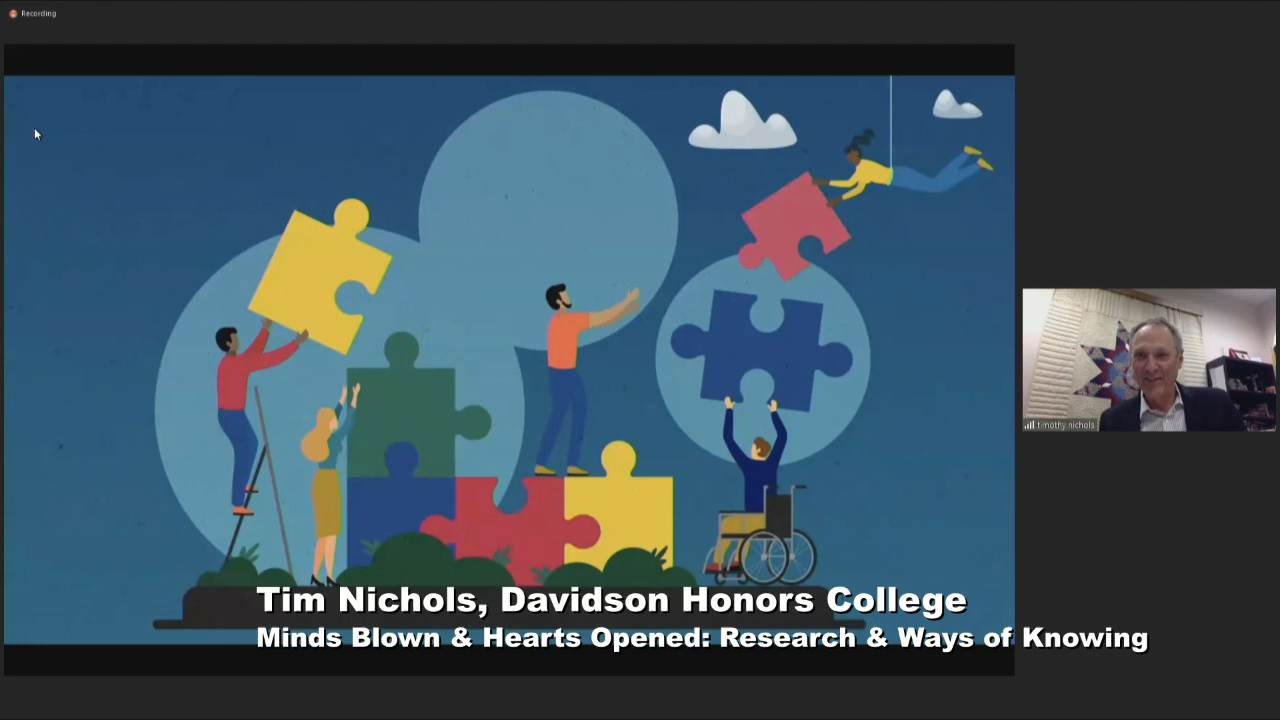 Recording
timothy.nichols
Tim Nichols, Davidson Honors College
Minds Blown & Hearts Opened: Research & Ways of Knowing